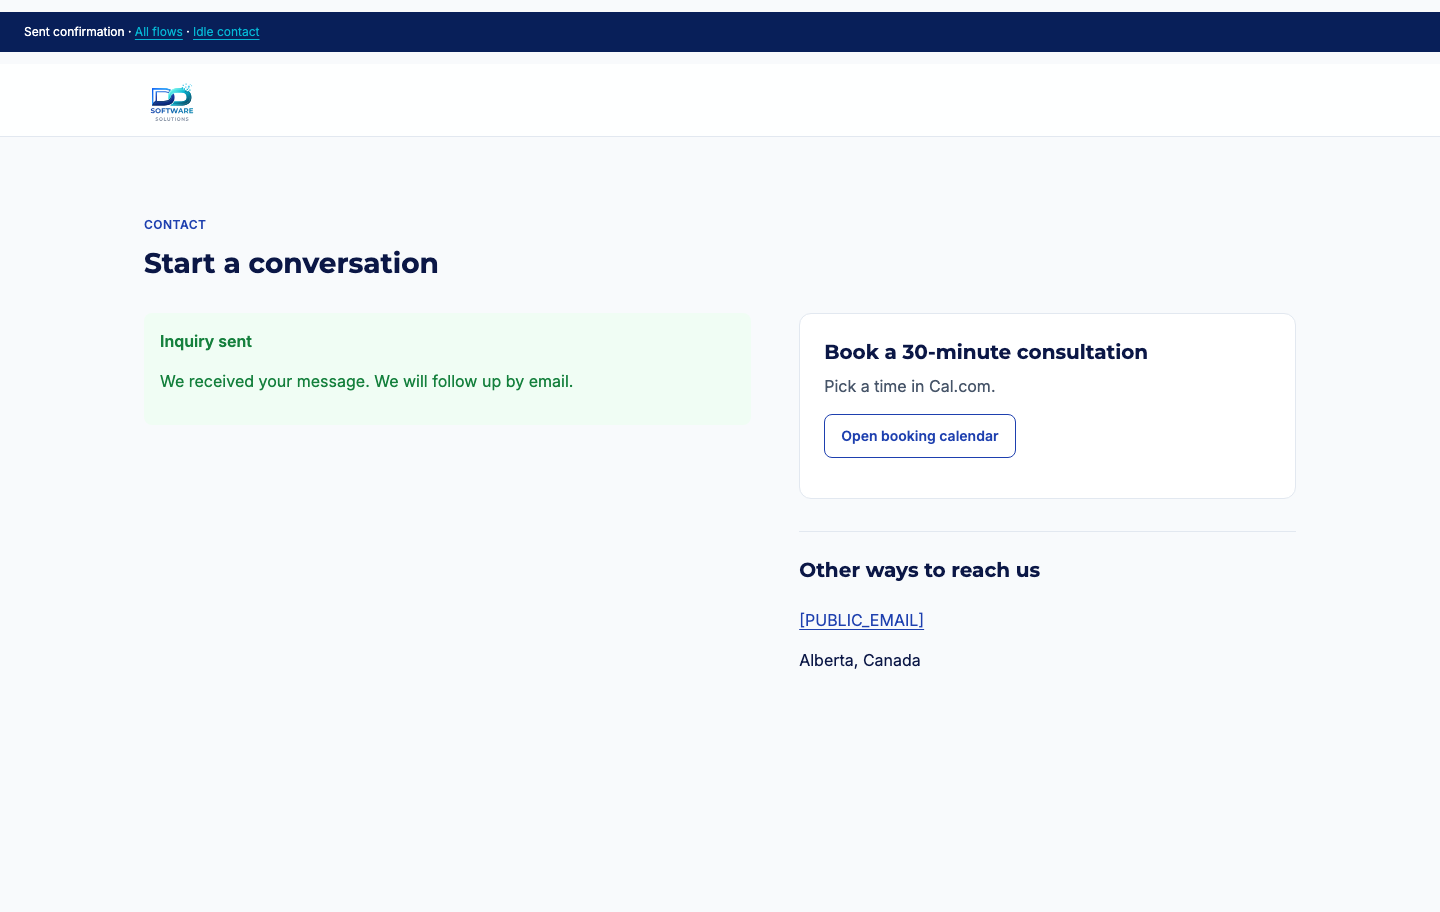 Sent confirmation · All flows · Idle contact
DO
SOFTWARE
SOLUTIONS
CONTACT
Start a conversation
Inquiry sent
We received your message. We will follow up by email.
Book a 30-minute consultation
Pick a time in Cal.com.
Open booking calendar
Other ways to reach us
[PUBLIC_EMAIL]
Alberta, Canada